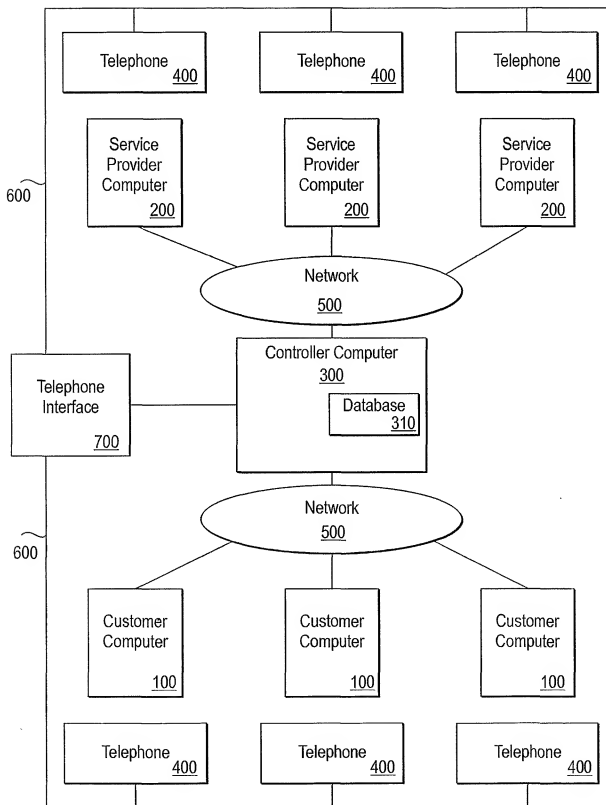 Telephone
400
Telephone
400
Telephone
400
Service
Provider
Computer
200
Service
Provider
Computer
200
Service
Provider
Computer
200
600
Network
500
Controller Computer
300
Database
310
Telephone
Interface
700
Network
500
600
Customer
Computer
100
Customer
Computer
100
Customer
Computer
100
Telephone
400
Telephone
400
Telephone
400